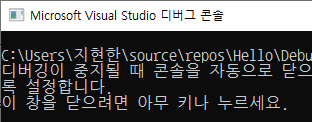 Microsoft Visual Studio 디버그 콘솔
C:\Users\지현한\source\repos\Hello\Debu
디버깅이 중지될 때 콘솔을 자동으로 닫으
록 설정합니다.
이 창을 닫으려면 아무 키나 누르세요.